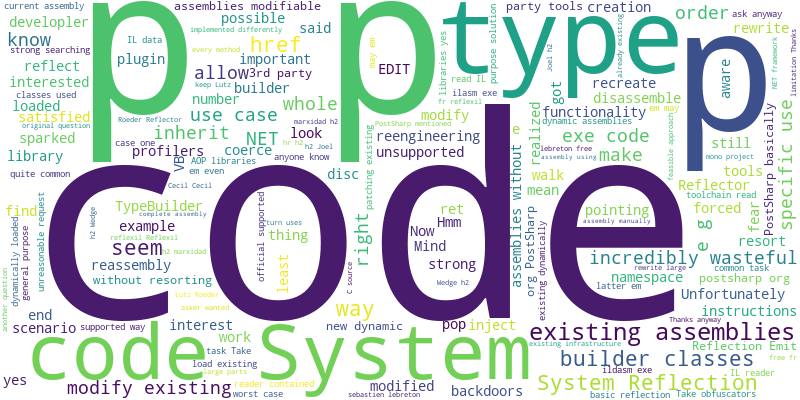 current assembly
assemblies modifiable
party tools
creation
order
ask anyway
developer
implemented differently
possible
said
rewrite
every method
know
IL data
href
important
already existing
strong searching
plugin
allow
3rd party
builder
reflect
interested
loaded
classes used
number
whole
satisfied
Roeder Reflector
use case
original question
sparked
inherit
NET
look
library
case one
profilers
VB
coerce
quite common
AOP libraries
anyone know
em even
find
Cecil Cecil
TypeBuilder
complete assembly
disc
example
seem
reassembly
reflexil Reflexil
h2 marxidad
without resorting
Lutz Roeder
end
scenario
asker wanted
supported way
interest
new dynamic
work
task Take
pop
inject
yes
load existing
modify existing
large parts
reader contained
worst case
modified
sebastien lebreton
backdoors
p
p
type
p
Code
code System
may em
EDIT
libraries yes
purpose solution
Joel h2
read IL
ilasm exe
fr reflexil
keep Lutz
marxidad h2
modify
PostSharp mentioned
hr h2
h2 Joel
reengineering
unsupported
patching existing
right
thing
pointing
ret
Now
Hmm
Mind
strong
Wedge h2
official supported
least
turn uses
C source
way
got
recreate
disassemble
em may
dynamic assemblies
functionality
exe code
realized
make
lebreton free
assembly using
walk
mean
assemblies without
org PostSharp
existing dynamically
e g
assembly manually
incredibly wasteful
namespace
latter em
existing assemblies
existing infrastructure
builder classes
ildasm exe
System Reflection
aware
still
tools
Reflector
toolchain read
forced
fear
resort
rewrite large
common task
postsharp org
Unfortunately
instructions
Thanks anyway
Reflection Emit
IL reader
free fr
basic reflection
Take obfuscators
specific use
PostSharp basically
mono project
feasible approach
NET framework
limitation Thanks
another question
dynamically loaded
general purpose
unreasonable request
h2 Wedge